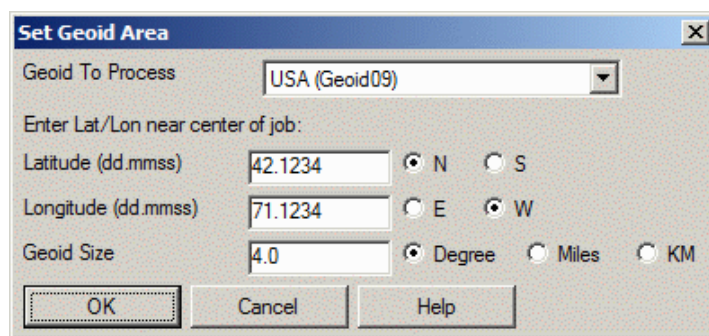 Set Geoid Area
Geoid To Process USA (Geoid09)
Enter Lat/Lon near center of job:
Latitude (dd.mmss) 42.1234 N S
Longitude (dd.mmss) 71.1234 E W
Geoid Size 4.0 Degree Miles KM
OK Cancel Help